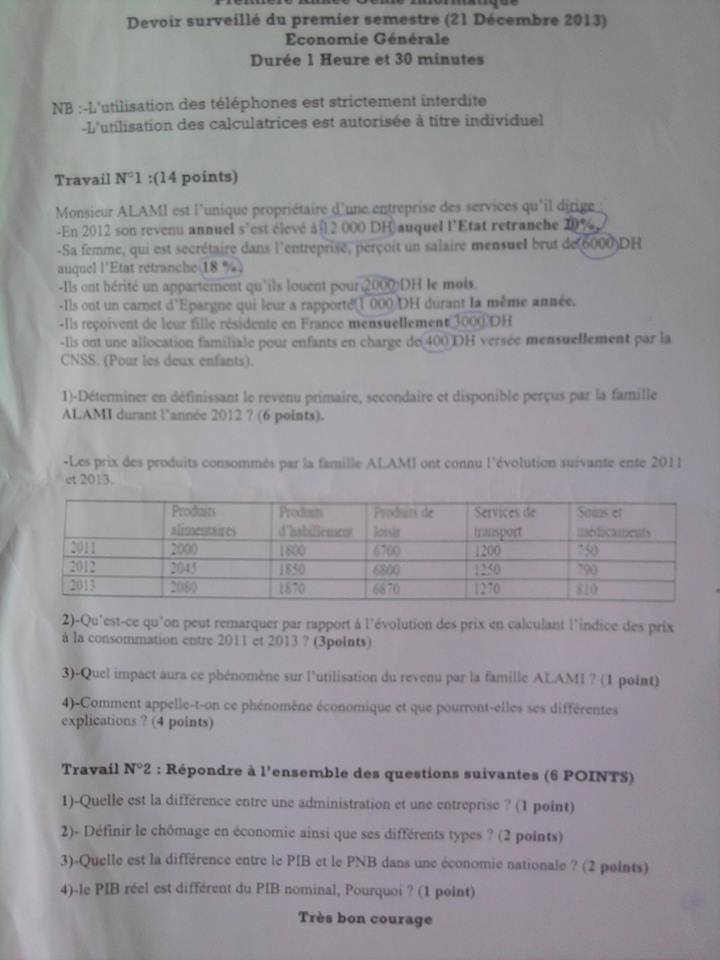 Première Année Génie Informatique
Devoir surveillé du premier semestre (21 Décembre 2013)
Economie Générale
Durée 1 Heure et 30 minutes
NB :-L'utilisation des téléphones est strictement interdite
-L'utilisation des calculatrices est autorisée à titre individuel
Travail N°1 :(14 points)
Monsieur ALAMI est l'unique propriétaire d'une entreprise des services qu'il dirige :
-En 2012 son revenu annuel s'est élevé à 12 000 DH auquel l'Etat retranche 20%.
-Sa femme, qui est secrétaire dans l'entreprise, perçoit un salaire mensuel brut de 6000 DH
auquel l'Etat retranche 18 %.
-Ils ont hérité un appartement qu'ils louent pour 2000 DH le mois.
-Ils ont un carnet d'Epargne qui leur a rapporté 1 000 DH durant la même année.
-Ils reçoivent de leur fille résidente en France mensuellement 3000 DH
-Ils ont une allocation familiale pour enfants en charge de 400 DH versée mensuellement par la
CNSS. (Pour les deux enfants).
1)-Déterminer en définissant le revenu primaire, secondaire et disponible perçus par la famille
ALAMI durant l'année 2012 ? (6 points).
-Les prix des produits consommés par la famille ALAMI ont connu l'évolution suivante ente 2011
et 2013.
Produits alimentaires Produits d'habillement Produits de loisir Services de transport Soins et médicaments
2011 2000 1800 6700 1200 750
2012 2045 1850 6800 1250 790
2013 2080 1870 6870 1270 810
2)-Qu'est-ce qu'on peut remarquer par rapport à l'évolution des prix en calculant l'indice des prix
à la consommation entre 2011 et 2013 ? (3points)
3)-Quel impact aura ce phénomène sur l'utilisation du revenu par la famille ALAMI ? (1 point)
4)-Comment appelle-t-on ce phénomène économique et que pourront-elles ses différentes
explications ? (4 points)
Travail N°2 : Répondre à l'ensemble des questions suivantes (6 POINTS)
1)-Quelle est la différence entre une administration et une entreprise ? (1 point)
2)- Définir le chômage en économie ainsi que ses différents types ? (2 points)
3)-Quelle est la différence entre le PIB et le PNB dans une économie nationale ? (2 points)
4)-le PIB réel est différent du PIB nominal, Pourquoi ? (1 point)
Très bon courage